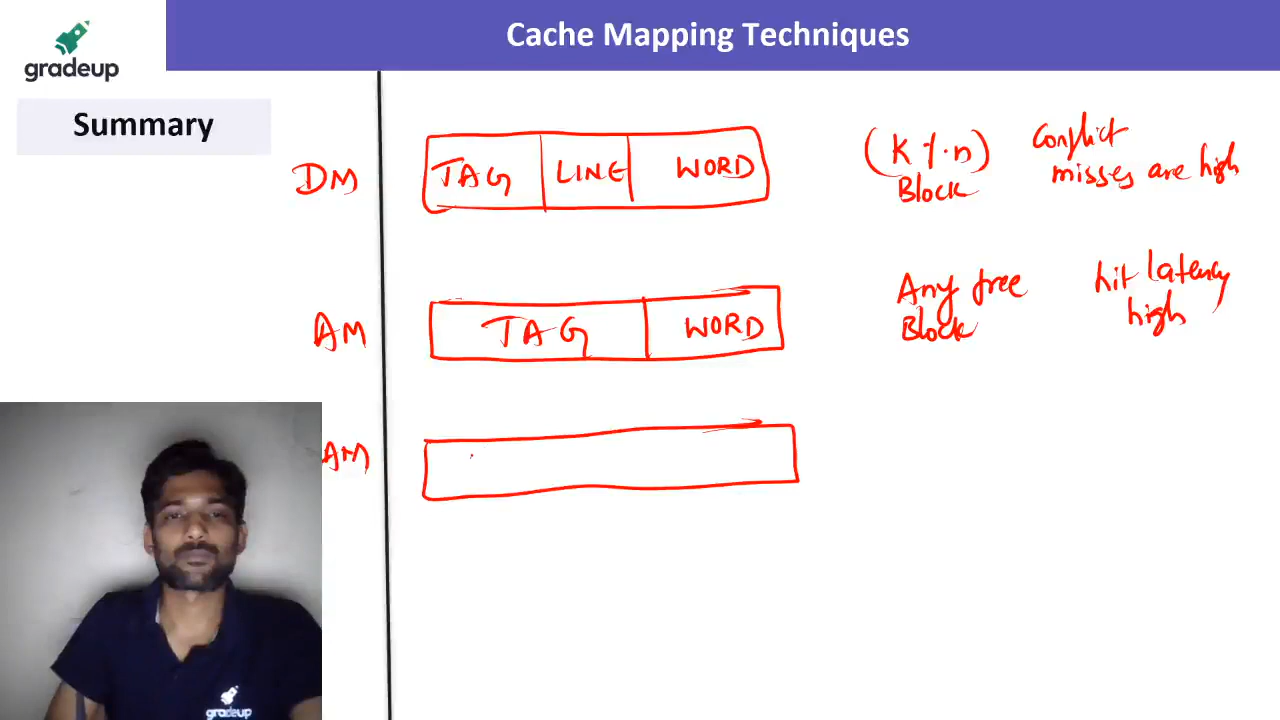 Cache Mapping Techniques
gradeup
Summary
DM
TAG LINE WORD
(K % n)
Block
Conflict
misses are high
AM
TAG WORD
Any free
Block
hit latency
high
AM
gradeup